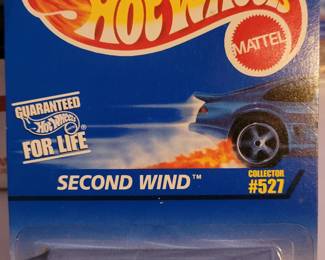 HOT WHEELS
MATTEL
GUARANTEED
Hot Wheels
FOR LIFE
SECOND WIND™
COLLECTOR
#527